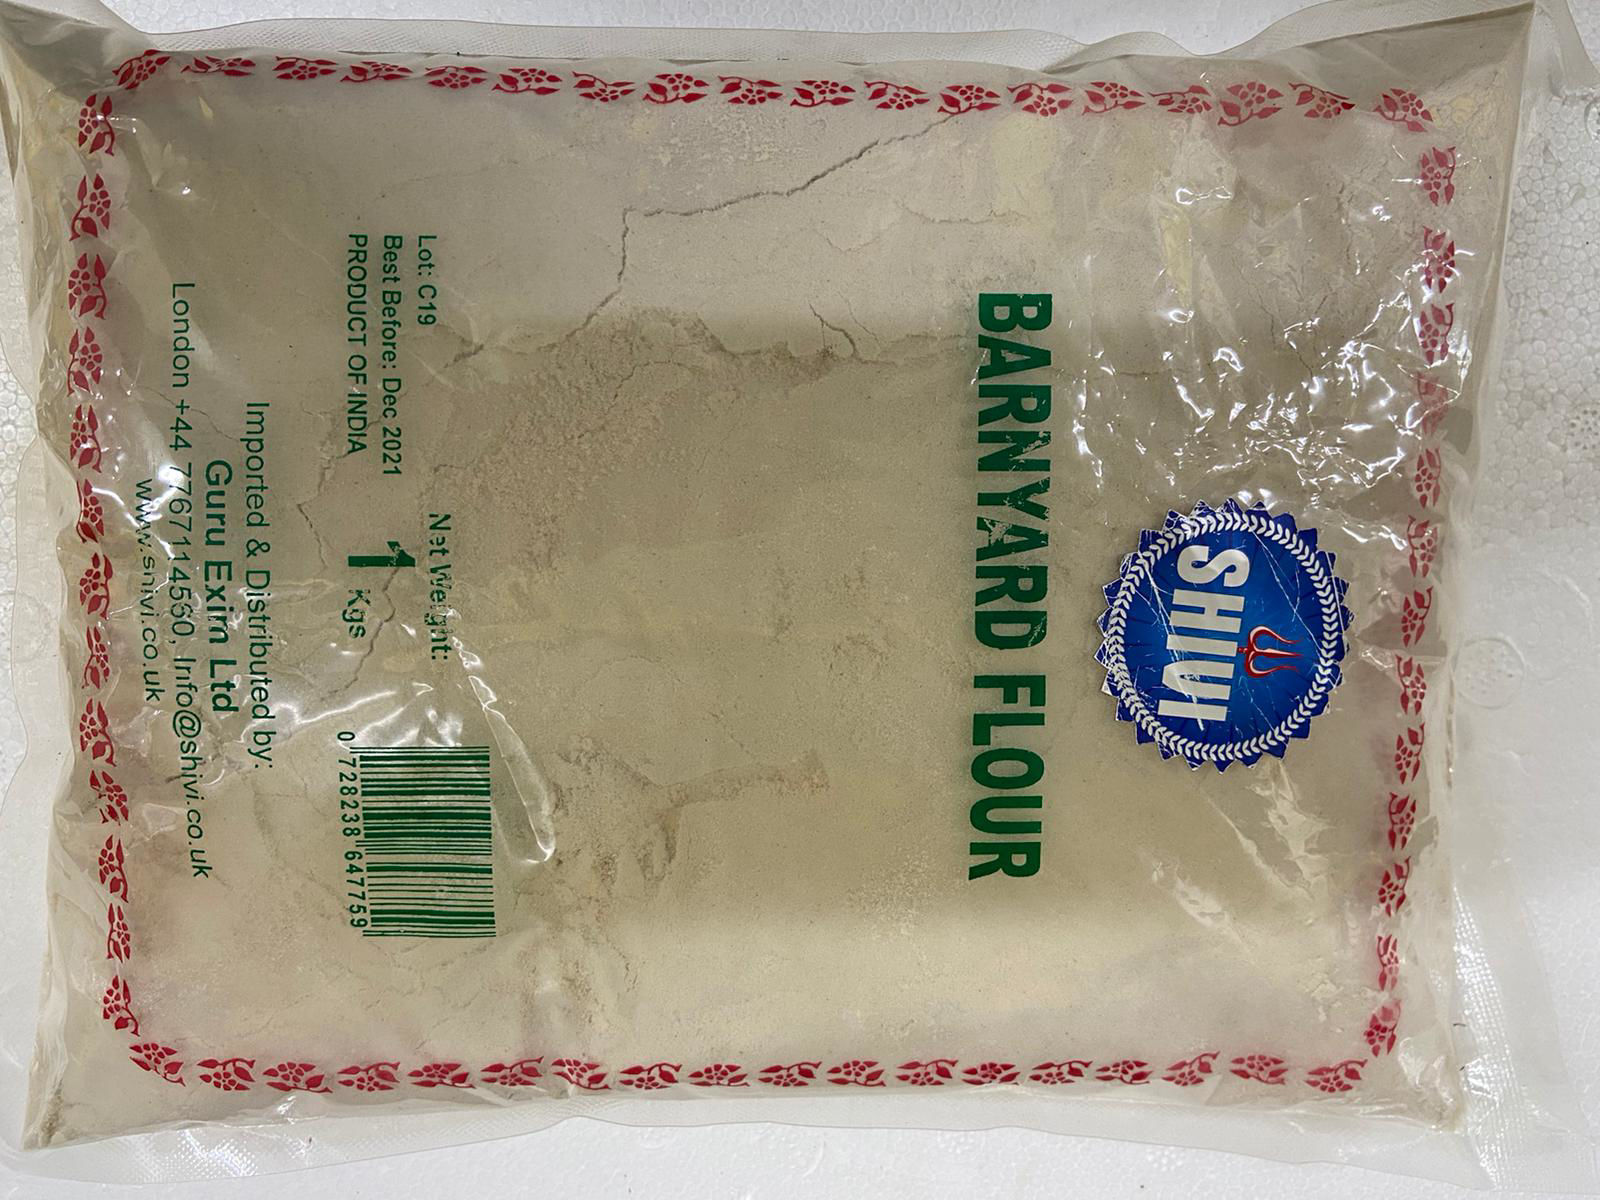 SHIVI
BARNYARD FLOUR
Lot: C19
Best Before: Dec 2021
PRODUCT OF INDIA
Net Weight:
1 Kgs
0 728238 647759
Imported & Distributed by:
Guru Exim Ltd
London +44 7767114560, Info@shivi.co.uk
www.shivi.co.uk